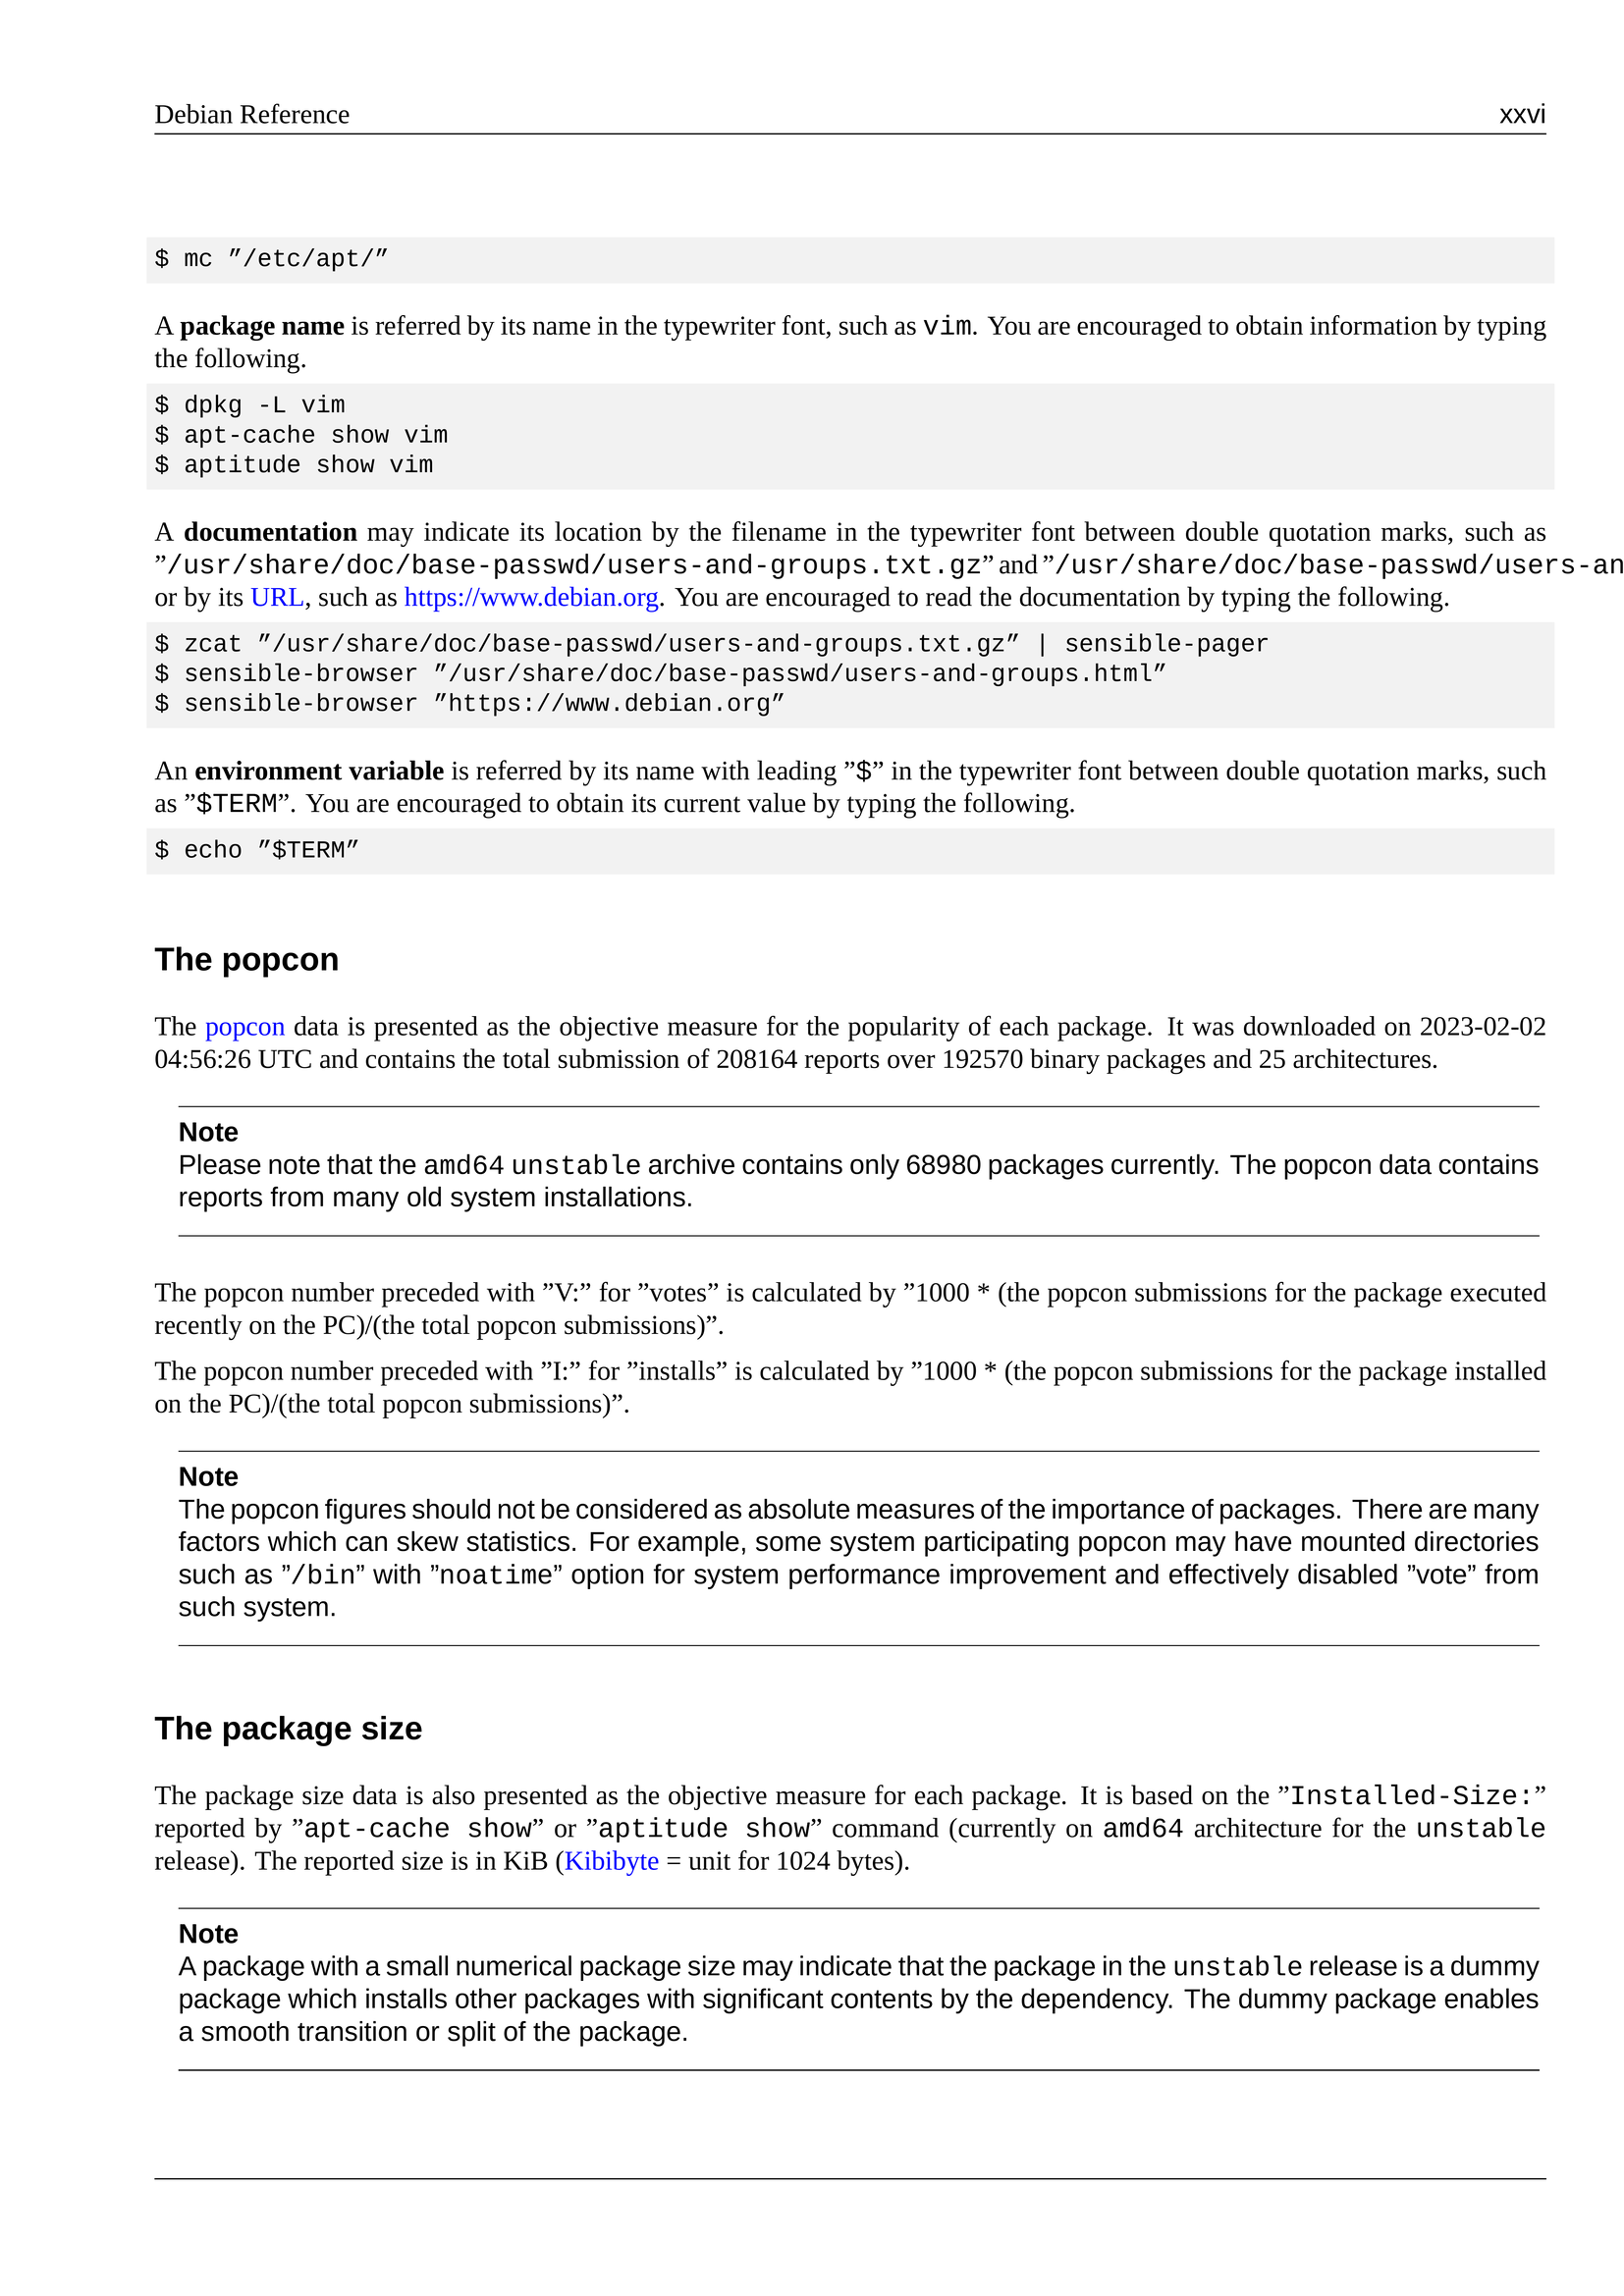 Debian Reference xxvi
$ mc ”/etc/apt/”
A package name is referred by its name in the typewriter font, such as vim. You are encouraged to obtain information by typing
the following.
$ dpkg -L vim
$ apt-cache show vim
$ aptitude show vim
A documentation may indicate its location by the filename in the typewriter font between double quotation marks, such as
”/usr/share/doc/base-passwd/users-and-groups.txt.gz” and ”/usr/share/doc/base-passwd/users-an
or by its URL, such as https://www.debian.org. You are encouraged to read the documentation by typing the following.
$ zcat ”/usr/share/doc/base-passwd/users-and-groups.txt.gz” | sensible-pager
$ sensible-browser ”/usr/share/doc/base-passwd/users-and-groups.html”
$ sensible-browser ”https://www.debian.org”
An environment variable is referred by its name with leading ”$” in the typewriter font between double quotation marks, such
as ”$TERM”. You are encouraged to obtain its current value by typing the following.
$ echo ”$TERM”
The popcon
The popcon data is presented as the objective measure for the popularity of each package. It was downloaded on 2023-02-02
04:56:26 UTC and contains the total submission of 208164 reports over 192570 binary packages and 25 architectures.
Note
Please note that the amd64 unstable archive contains only 68980 packages currently. The popcon data contains
reports from many old system installations.
The popcon number preceded with ”V:” for ”votes” is calculated by ”1000 * (the popcon submissions for the package executed
recently on the PC)/(the total popcon submissions)”.
The popcon number preceded with ”I:” for ”installs” is calculated by ”1000 * (the popcon submissions for the package installed
on the PC)/(the total popcon submissions)”.
Note
The popcon figures should not be considered as absolute measures of the importance of packages. There are many
factors which can skew statistics. For example, some system participating popcon may have mounted directories
such as ”/bin” with ”noatime” option for system performance improvement and effectively disabled ”vote” from
such system.
The package size
The package size data is also presented as the objective measure for each package. It is based on the ”Installed-Size:”
reported by ”apt-cache show” or ”aptitude show” command (currently on amd64 architecture for the unstable
release). The reported size is in KiB (Kibibyte = unit for 1024 bytes).
Note
A package with a small numerical package size may indicate that the package in the unstable release is a dummy
package which installs other packages with significant contents by the dependency. The dummy package enables
a smooth transition or split of the package.